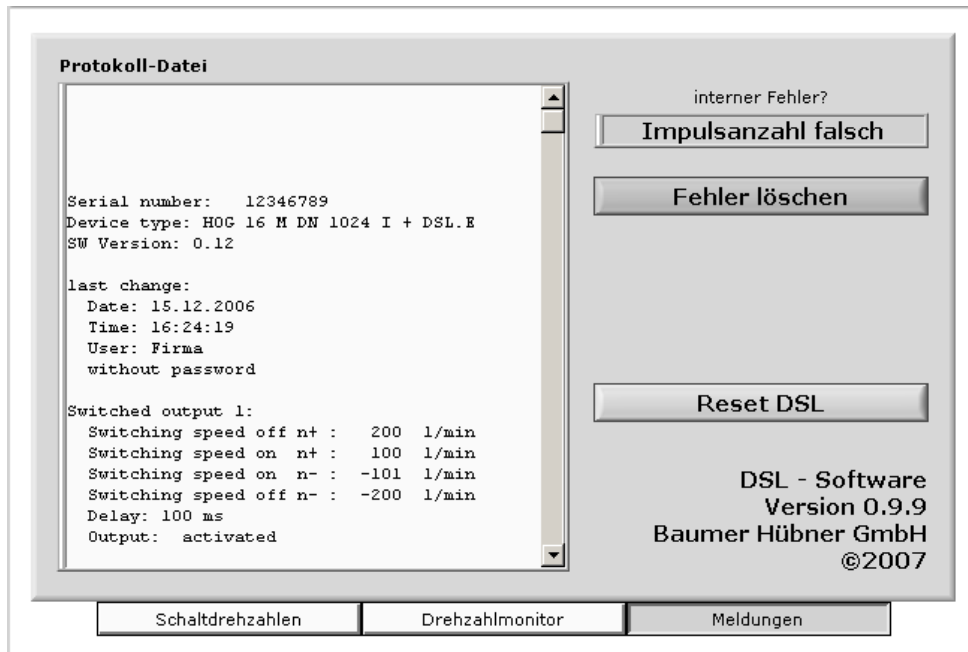 Protokoll-Datei
Serial number: 12346789
Device type: HOG 16 M DN 1024 I + DSL.E
SW Version: 0.12
last change:
Date: 15.12.2006
Time: 16:24:19
User: Firma
without password
Switched output 1:
Switching speed off n+ : 200 1/min
Switching speed on n+ : 100 1/min
Switching speed on n- : -101 1/min
Switching speed off n- : -200 1/min
Delay: 100 ms
Output: activated
interner Fehler?
Impulsanzahl falsch
Fehler löschen
Reset DSL
DSL - Software
Version 0.9.9
Baumer Hübner GmbH
©2007
Schaltdrehzahlen
Drehzahlmonitor
Meldungen